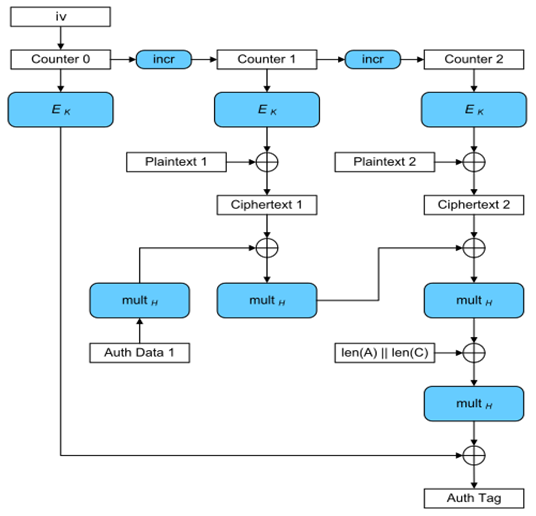 iv
Counter 0
incr
Counter 1
incr
Counter 2
E K
E K
E K
Plaintext 1
Plaintext 2
Ciphertext 1
Ciphertext 2
mult H
mult H
mult H
Auth Data 1
len(A) || len(C)
mult H
Auth Tag